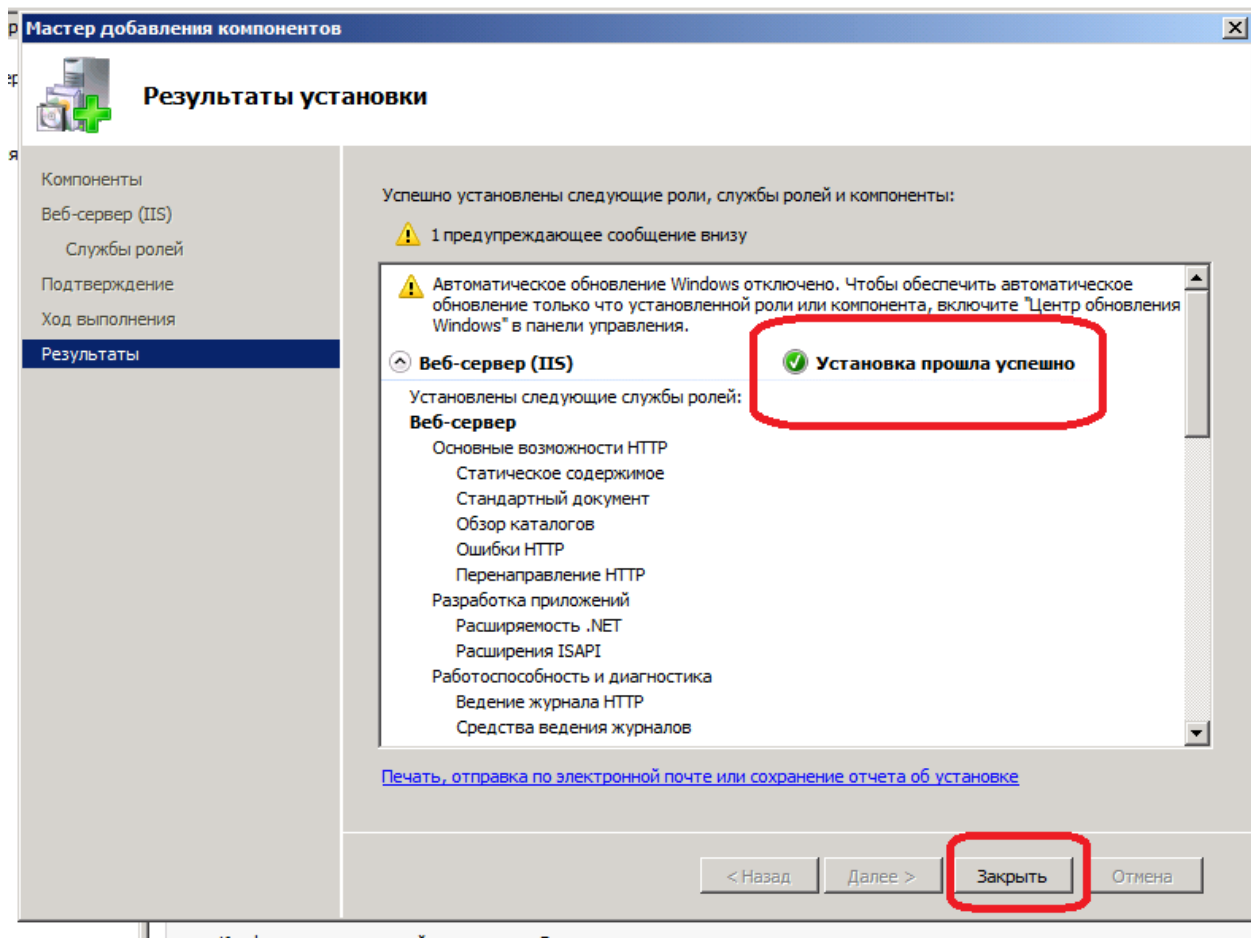 Мастер добавления компонентов
Результаты установки
Компоненты
Веб-сервер (IIS)
Службы ролей
Подтверждение
Ход выполнения
Результаты
Успешно установлены следующие роли, службы ролей и компоненты:
1 предупреждающее сообщение внизу
Автоматическое обновление Windows отключено. Чтобы обеспечить автоматическое
обновление только что установленной роли или компонента, включите "Центр обновления
Windows" в панели управления.
Веб-сервер (IIS) Установка прошла успешно
Установлены следующие службы ролей:
Веб-сервер
Основные возможности HTTP
Статическое содержимое
Стандартный документ
Обзор каталогов
Ошибки HTTP
Перенаправление HTTP
Разработка приложений
Расширяемость .NET
Расширения ISAPI
Работоспособность и диагностика
Ведение журнала HTTP
Средства ведения журналов
Печать, отправка по электронной почте или сохранение отчета об установке
< Назад Далее > Закрыть Отмена